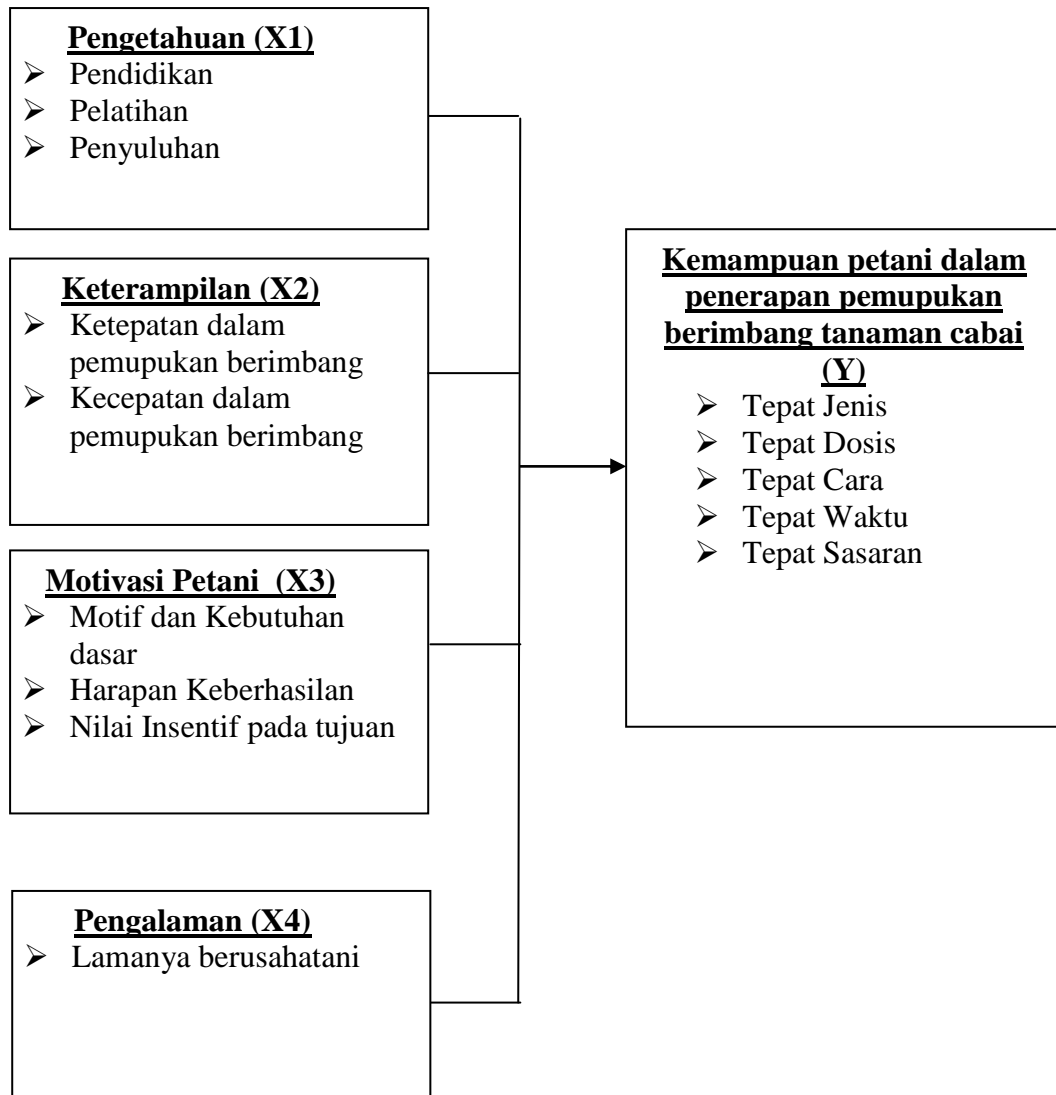 Pengetahuan (X1)
➢ Pendidikan
➢ Pelatihan
➢ Penyuluhan
Keterampilan (X2)
➢ Ketepatan dalam
pemupukan berimbang
➢ Kecepatan dalam
pemupukan berimbang
Motivasi Petani (X3)
➢ Motif dan Kebutuhan
dasar
➢ Harapan Keberhasilan
➢ Nilai Insentif pada tujuan
Pengalaman (X4)
➢ Lamanya berusahatani
Kemampuan petani dalam
penerapan pemupukan
berimbang tanaman cabai
(Y)
➢ Tepat Jenis
➢ Tepat Dosis
➢ Tepat Cara
➢ Tepat Waktu
➢ Tepat Sasaran